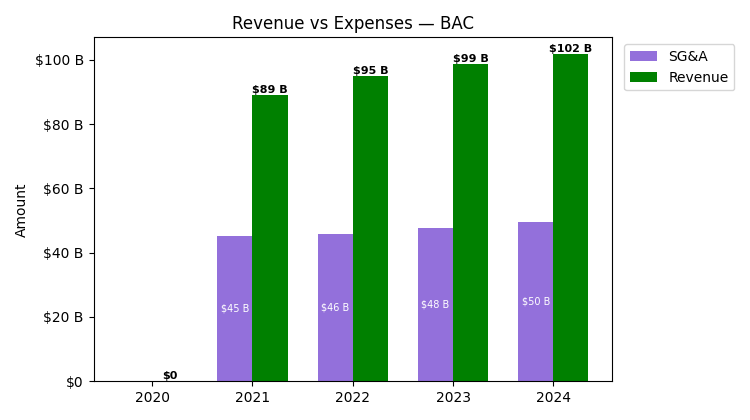 Revenue vs Expenses — BAC
SG&A
Revenue
Amount
$100 B
$80 B
$60 B
$40 B
$20 B
$0
$0
$89 B
$95 B
$99 B
$102 B
$45 B
$46 B
$48 B
$50 B
2020
2021
2022
2023
2024